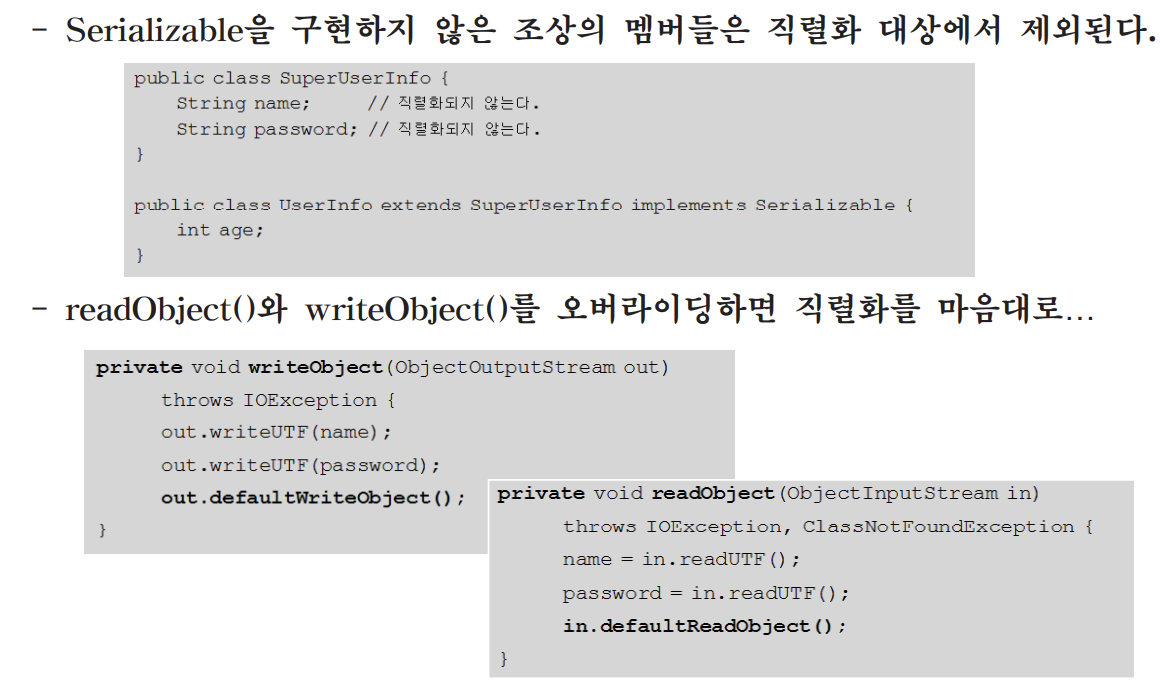 - Serializable을 구현하지 않은 조상의 멤버들은 직렬화 대상에서 제외된다.
public class SuperUserInfo {
String name; // 직렬화되지 않는다.
String password; // 직렬화되지 않는다.
}
public class UserInfo extends SuperUserInfo implements Serializable {
int age;
}
- readObject()와 writeObject()를 오버라이딩하면 직렬화를 마음대로...
private void writeObject(ObjectOutputStream out)
throws IOException {
out.writeUTF(name);
out.writeUTF(password);
out.defaultWriteObject();
}
private void readObject(ObjectInputStream in)
throws IOException, ClassNotFoundException {
name = in.readUTF();
password = in.readUTF();
in.defaultReadObject();
}